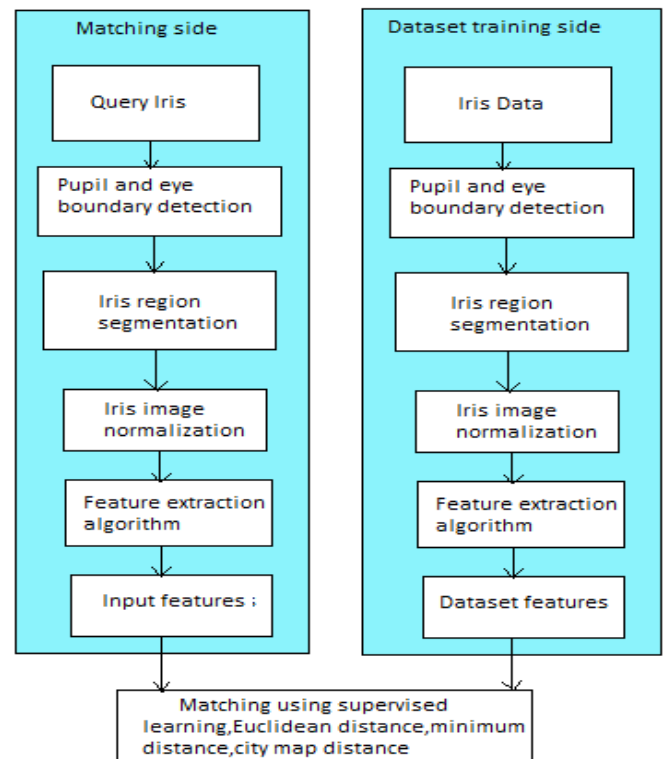 Matching side
Query Iris
Pupil and eye
boundary detection
Iris region
segmentation
Iris image
normalization
Feature extraction
algorithm
Input features ;
Dataset training side
Iris Data
Pupil and eye
boundary detection
Iris region
segmentation
Iris image
normalization
Feature extraction
algorithm
Dataset features
Matching using supervised
learning,Euclidean distance,minimum
distance,city map distance